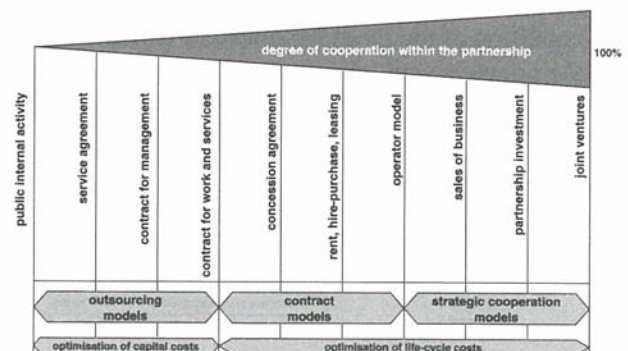 degree of cooperation within the partnership
100%
public internal activity
service agreement
contract for management
contract for work and services
concession agreement
rent, hire-purchase, leasing
operator model
sales of business
partnership investment
joint ventures
outsourcing
models
contract
models
strategic cooperation
models
optimisation of capital costs
optimisation of life-cycle costs